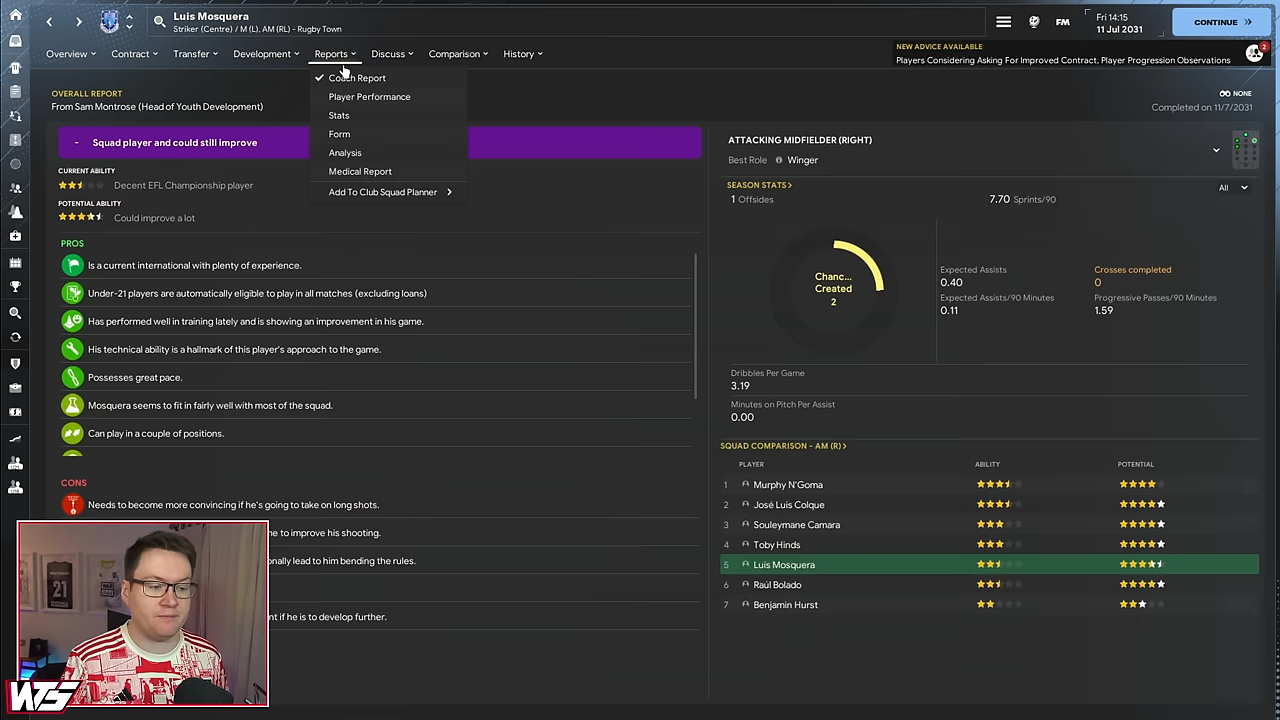 Luis Mosquera
Striker (Centre) / M (L), AM (RL) - Rugby Town
FM
Fri 14:15
11 Jul 2031
CONTINUE
Overview
Contract
Transfer
Development
Reports
Discuss
Comparison
History
NEW ADVICE AVAILABLE
Players Considering Asking For Improved Contract, Player Progression Observations
2
Coach Report
Player Performance
Stats
Form
Analysis
Medical Report
Add To Club Squad Planner
OVERALL REPORT
From Sam Montrose (Head of Youth Development)
NONE
Completed on 11/7/2031
- Squad player and could still improve
CURRENT ABILITY
Decent EFL Championship player
POTENTIAL ABILITY
Could improve a lot
PROS
Is a current international with plenty of experience.
Under-21 players are automatically eligible to play in all matches (excluding loans)
Has performed well in training lately and is showing an improvement in his game.
His technical ability is a hallmark of this player's approach to the game.
Possesses great pace.
Mosquera seems to fit in fairly well with most of the squad.
Can play in a couple of positions.
CONS
Needs to become more convincing if he's going to take on long shots.
me to improve his shooting.
onally lead to him bending the rules.
nt if he is to develop further.
ATTACKING MIDFIELDER (RIGHT)
Best Role Winger
SEASON STATS
All
1 Offsides
7.70 Sprints/90
Chanc...
Created
2
Expected Assists
0.40
Expected Assists/90 Minutes
0.11
Crosses completed
0
Progressive Passes/90 Minutes
1.59
Dribbles Per Game
3.19
Minutes on Pitch Per Assist
0.00
SQUAD COMPARISON - AM (R)
PLAYER ABILITY POTENTIAL
1 Murphy N'Goma
2 José Luis Colque
3 Souleymane Camara
4 Toby Hinds
5 Luis Mosquera
6 Raúl Bolado
7 Benjamin Hurst
21
WTS